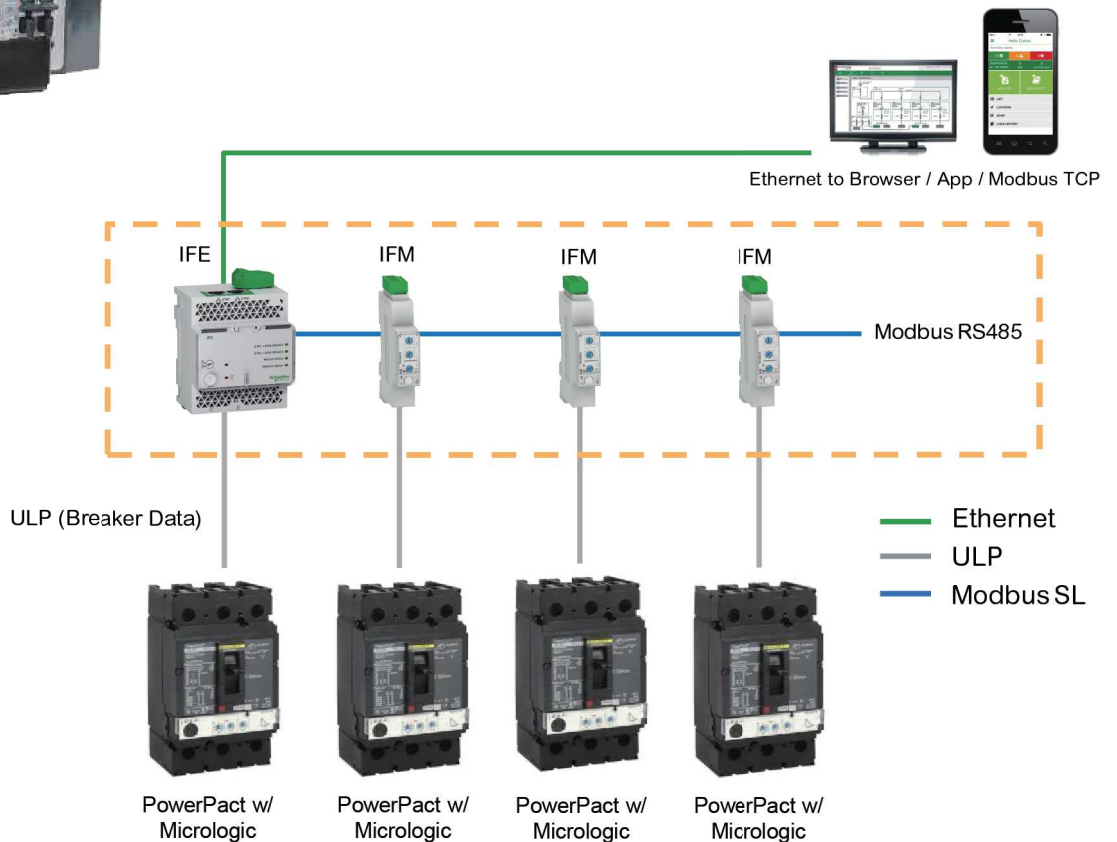 Ethernet to Browser / App / Modbus TCP
IFE
IFM
IFM
IFM
Modbus RS485
ULP (Breaker Data)
Ethernet
ULP
Modbus SL
PowerPact w/
Micrologic
PowerPact w/
Micrologic
PowerPact w/
Micrologic
PowerPact w/
Micrologic